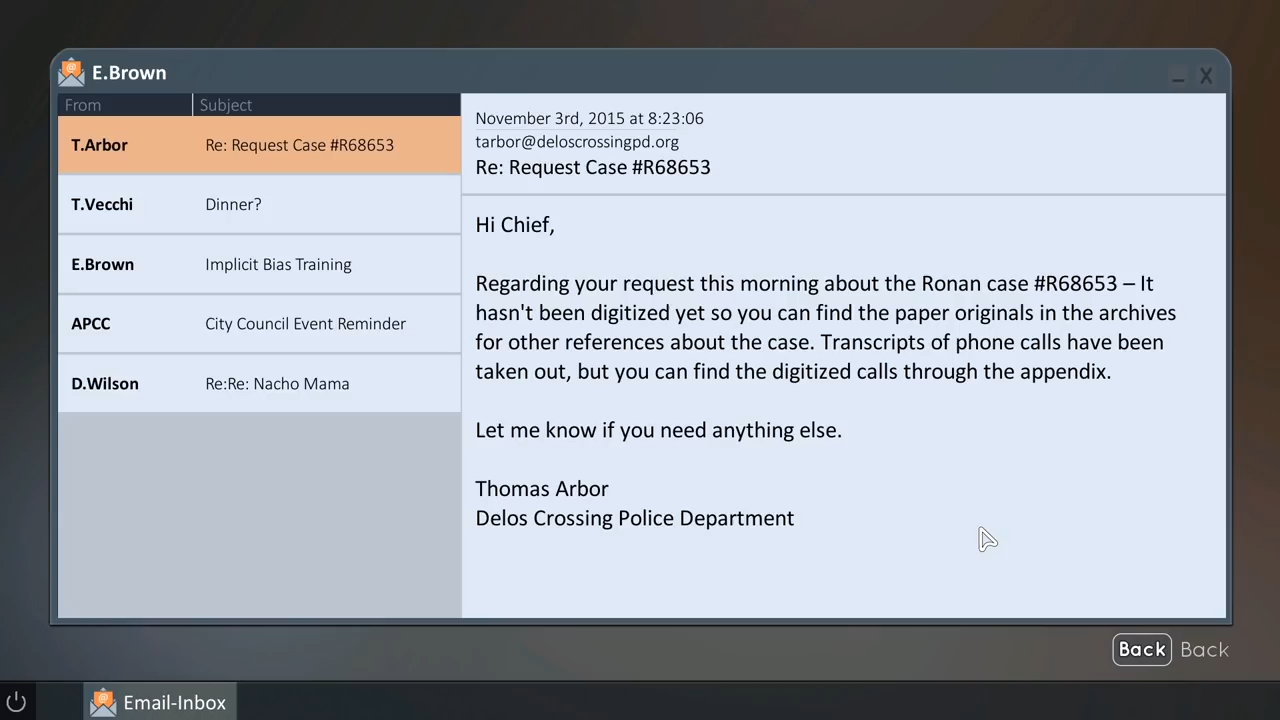 E.Brown
From Subject
T.Arbor Re: Request Case #R68653
T.Vecchi Dinner?
E.Brown Implicit Bias Training
APCC City Council Event Reminder
D.Wilson Re:Re: Nacho Mama
November 3rd, 2015 at 8:23:06
tarbor@deloscrossingpd.org
Re: Request Case #R68653
Hi Chief,
Regarding your request this morning about the Ronan case #R68653 – It
hasn't been digitized yet so you can find the paper originals in the archives
for other references about the case. Transcripts of phone calls have been
taken out, but you can find the digitized calls through the appendix.
Let me know if you need anything else.
Thomas Arbor
Delos Crossing Police Department
Back Back
Email-Inbox